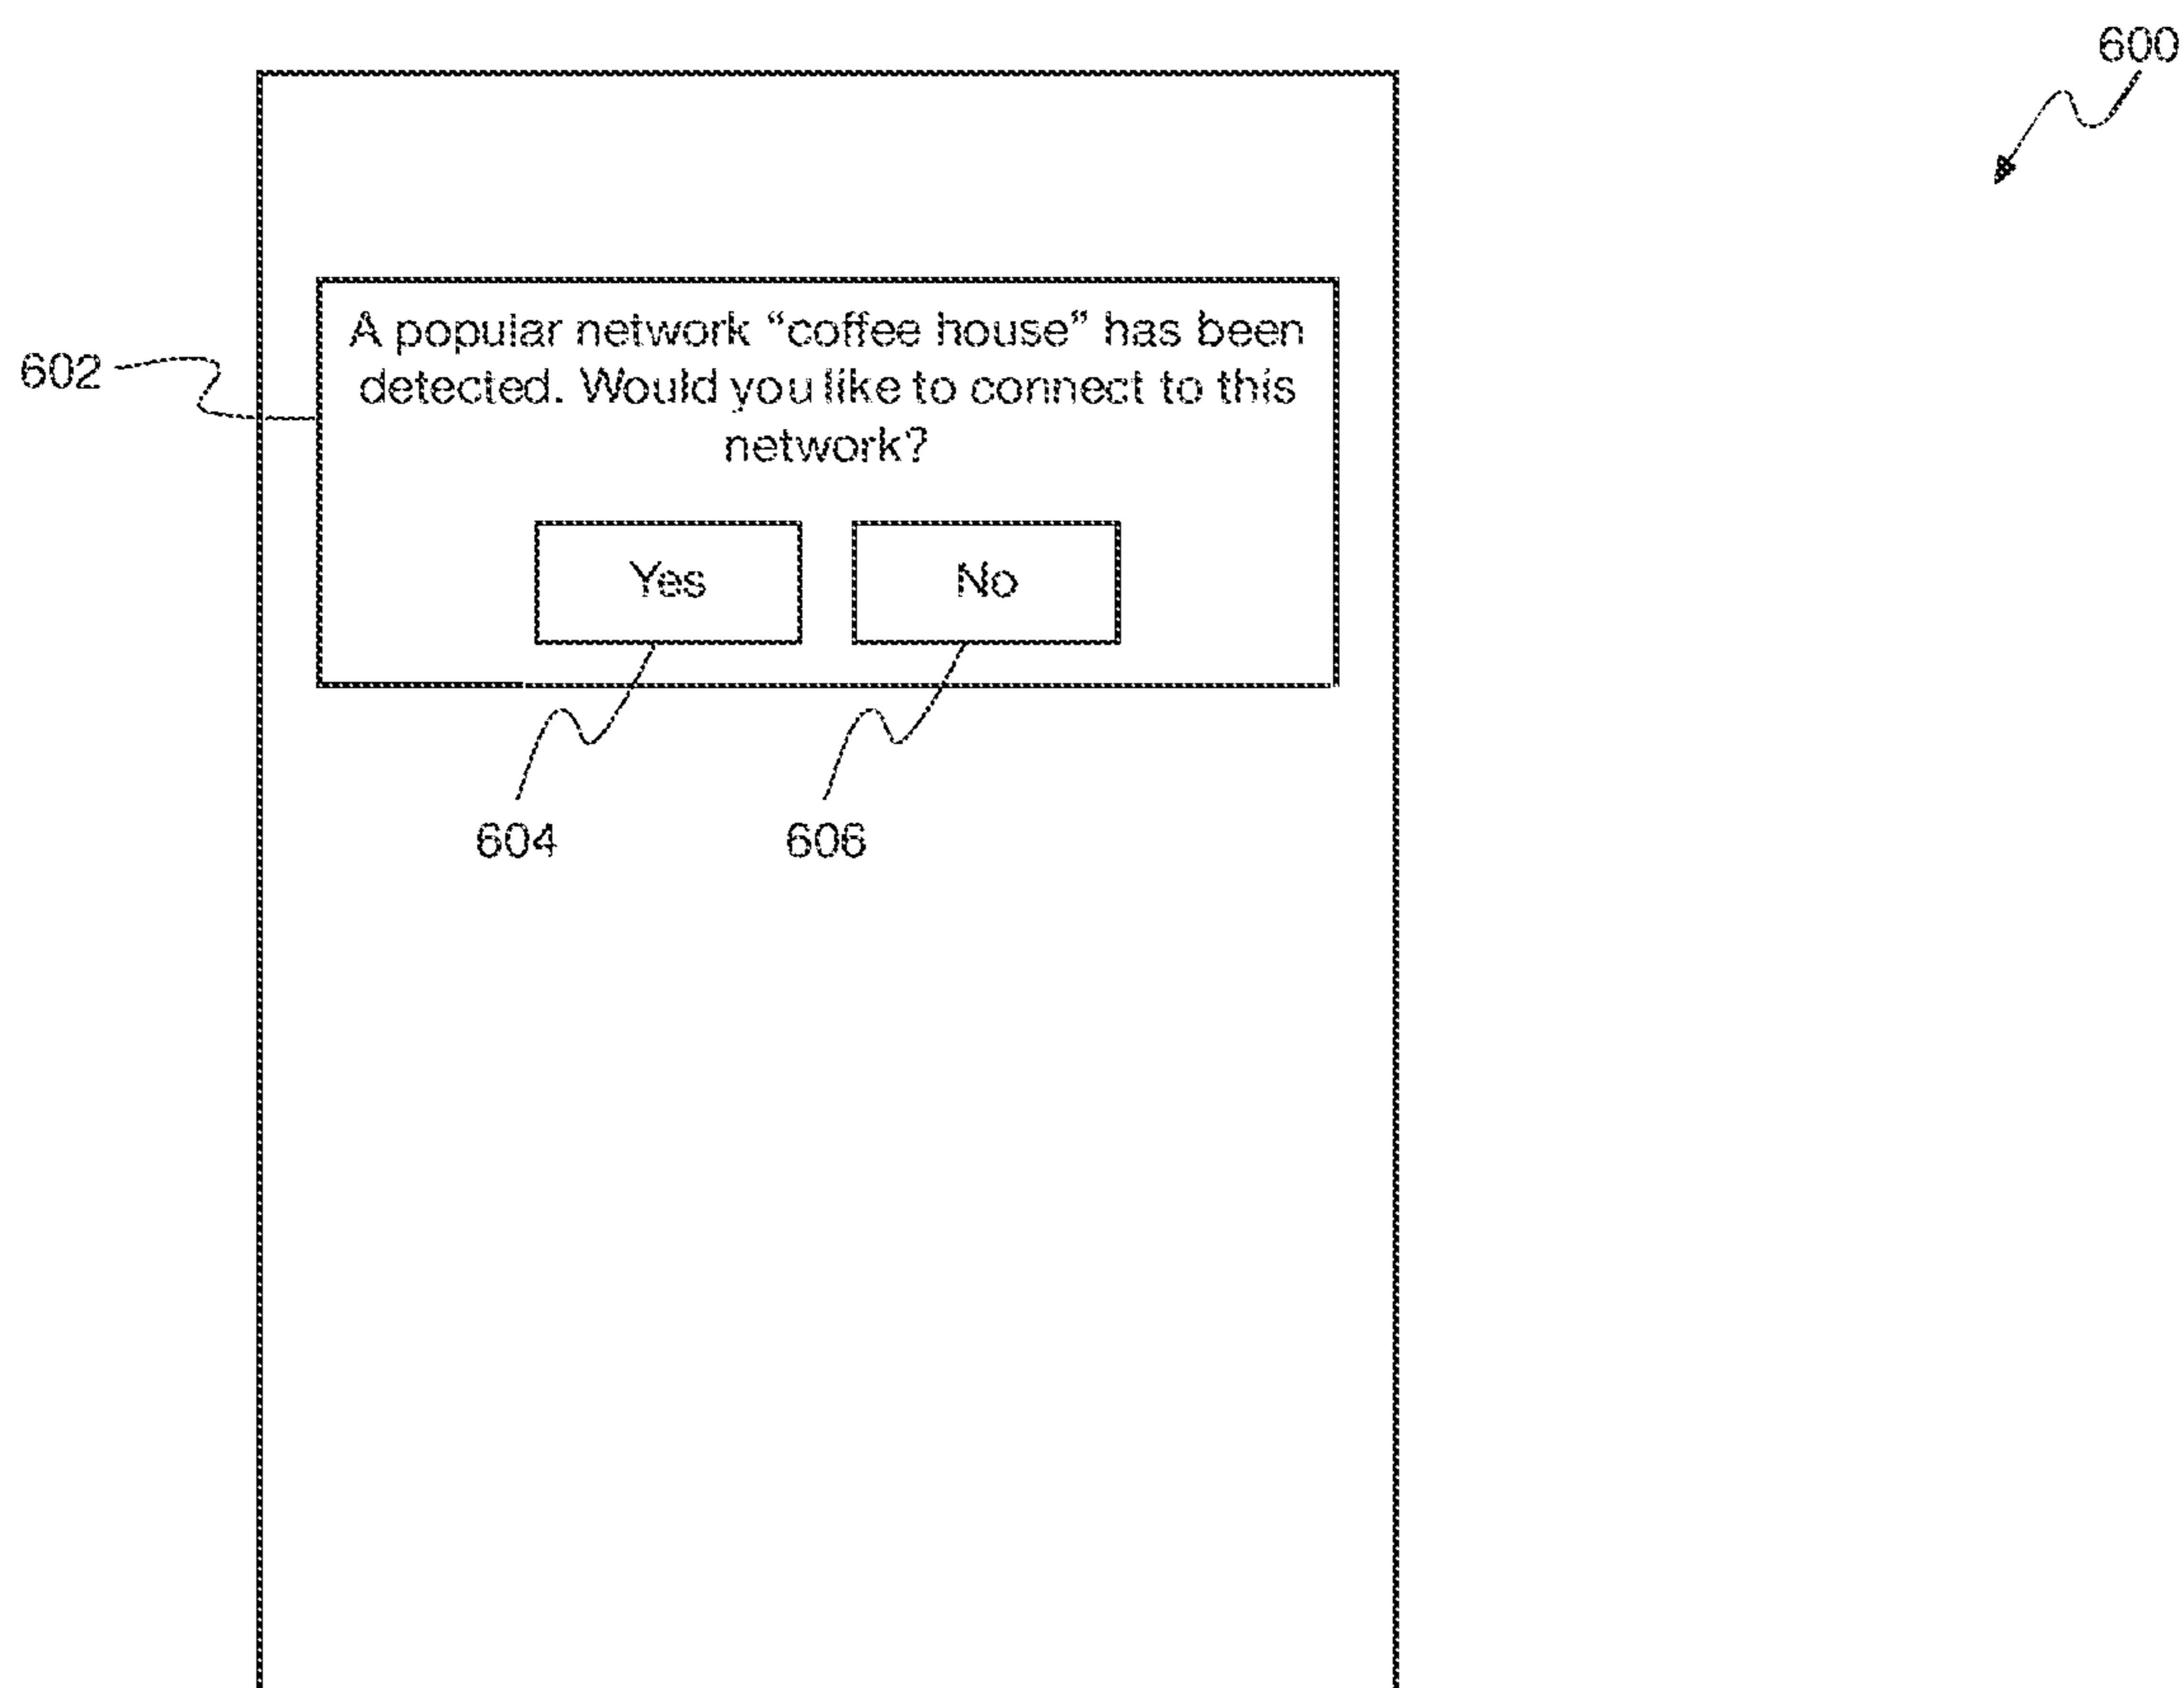 600
A popular network “coffee house” has been
602
detected. Would you like to connect to this
network?
Yes
No
604
606